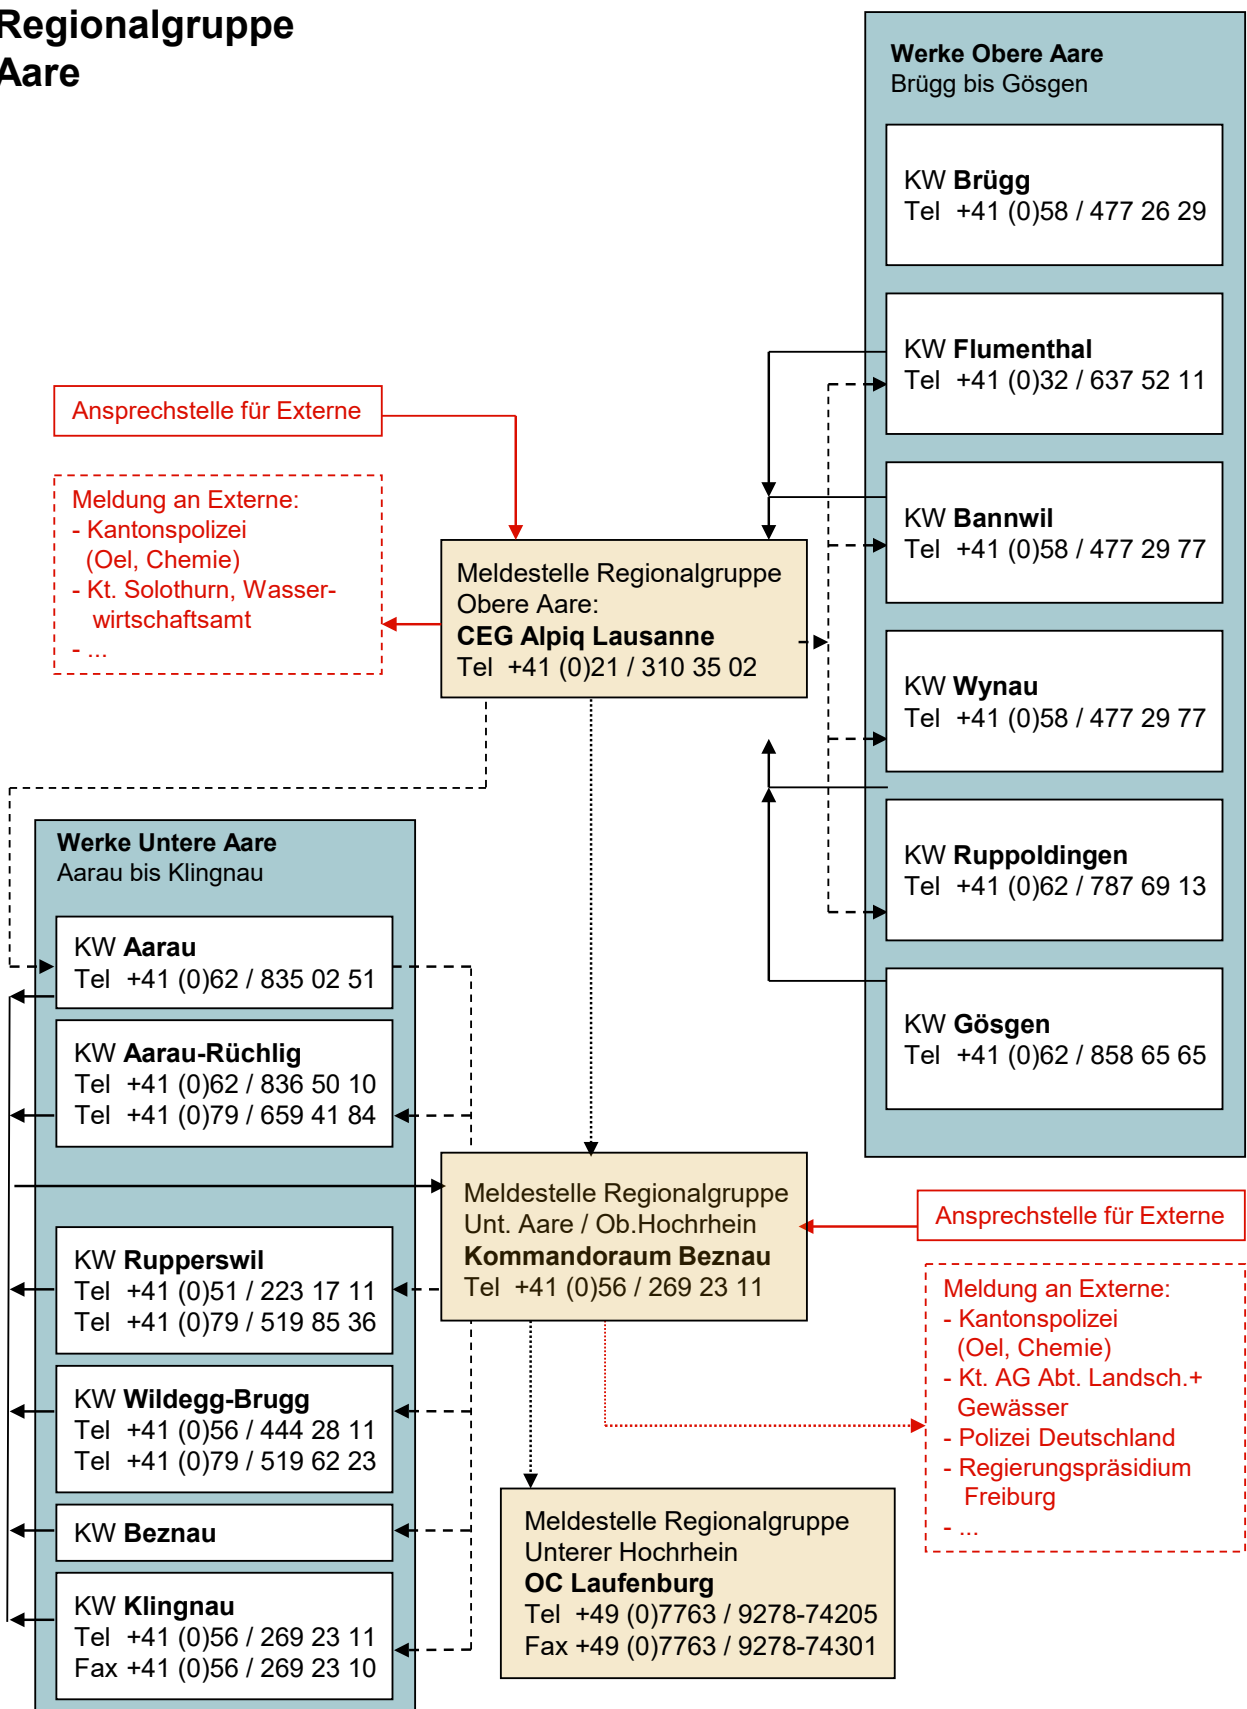 Regionalgruppe
Aare
Werke Obere Aare
Brügg bis Gösgen
KW Brügg
Tel +41 (0)58 / 477 26 29
KW Flumenthal
Tel +41 (0)32 / 637 52 11
KW Bannwil
Tel +41 (0)58 / 477 29 77
KW Wynau
Tel +41 (0)58 / 477 29 77
KW Ruppoldingen
Tel +41 (0)62 / 787 69 13
KW Gösgen
Tel +41 (0)62 / 858 65 65
Ansprechstelle für Externe
Meldung an Externe:
- Kantonspolizei
(Oel, Chemie)
- Kt. Solothurn, Wasser-
wirtschaftsamt
- ...
Meldestelle Regionalgruppe
Obere Aare:
CEG Alpiq Lausanne
Tel +41 (0)21 / 310 35 02
Werke Untere Aare
Aarau bis Klingnau
KW Aarau
Tel +41 (0)62 / 835 02 51
KW Aarau-Rüchlig
Tel +41 (0)62 / 836 50 10
Tel +41 (0)79 / 659 41 84
KW Rupperswil
Tel +41 (0)51 / 223 17 11
Tel +41 (0)79 / 519 85 36
KW Wildegg-Brugg
Tel +41 (0)56 / 444 28 11
Tel +41 (0)79 / 519 62 23
KW Beznau
KW Klingnau
Tel +41 (0)56 / 269 23 11
Fax +41 (0)56 / 269 23 10
Meldestelle Regionalgruppe
Unt. Aare / Ob.Hochrhein
Kommandoraum Beznau
Tel +41 (0)56 / 269 23 11
Ansprechstelle für Externe
Meldung an Externe:
- Kantonspolizei
(Oel, Chemie)
- Kt. AG Abt. Landsch.+
Gewässer
- Polizei Deutschland
- Regierungspräsidium
Freiburg
- ...
Meldestelle Regionalgruppe
Unterer Hochrhein
OC Laufenburg
Tel +49 (0)7763 / 9278-74205
Fax +49 (0)7763 / 9278-74301